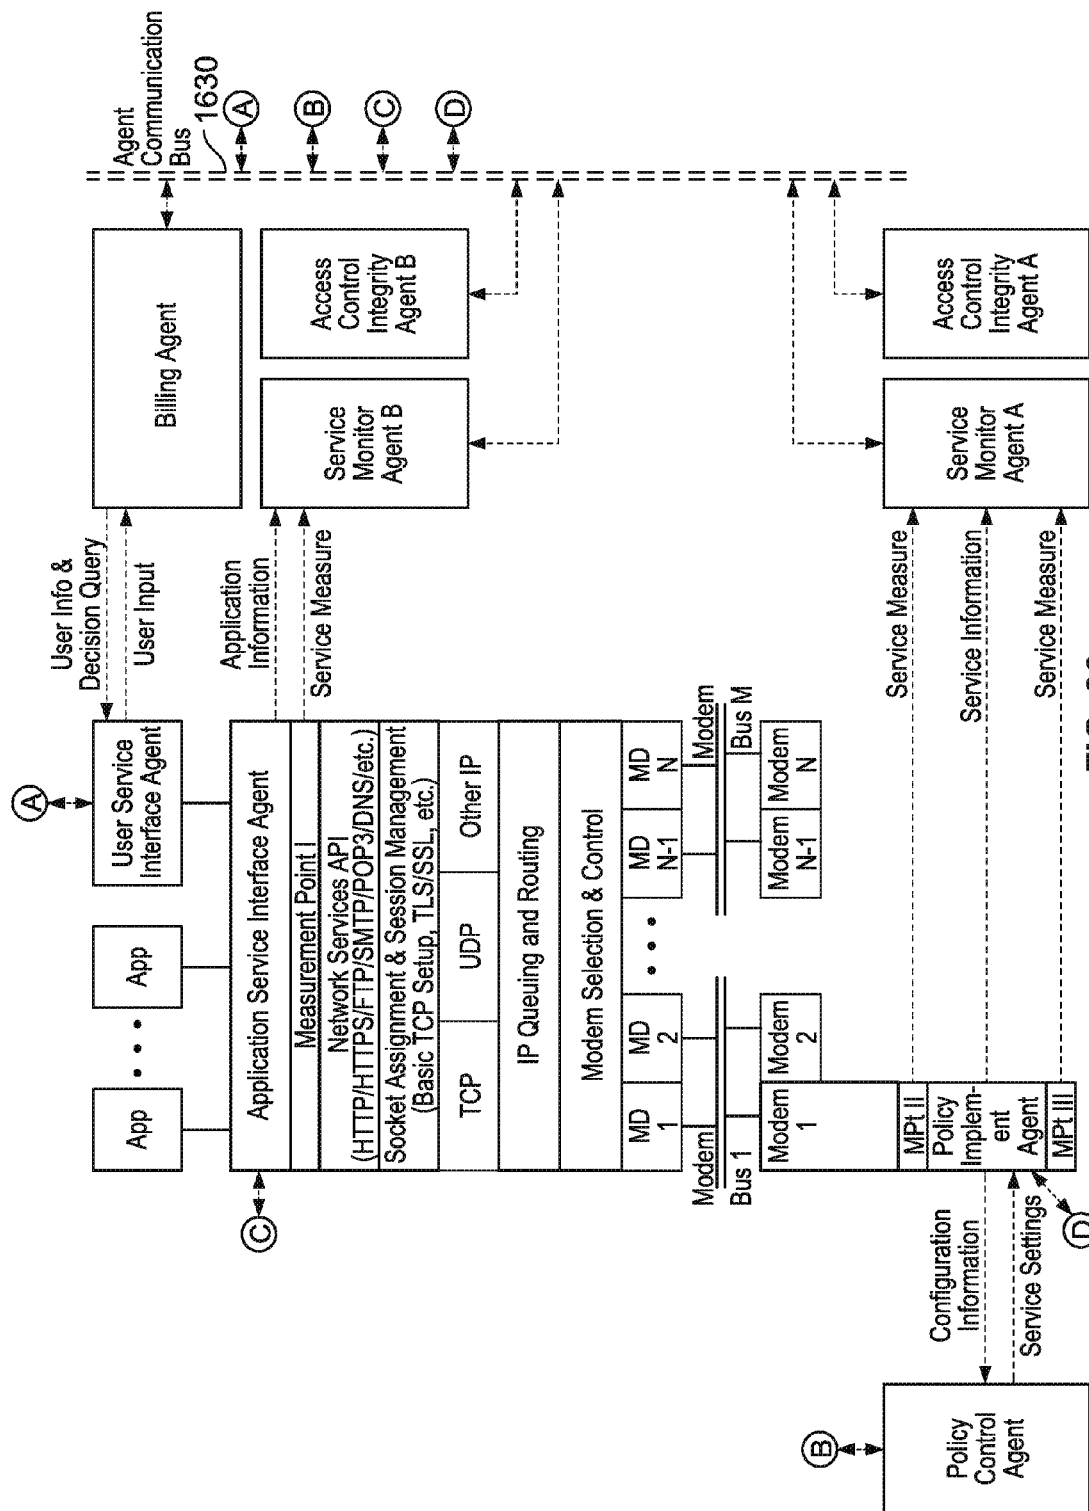 A
App
App
User Service
Interface Agent
User Info &
Decision Query
User Input
Billing Agent
Agent
Communication
Bus
1630
A
B
C
D
C
Application Service Interface Agent
Measurement Point I
Network Services API
(HTTP/HTTPS/FTP/SMTP/POP3/DNS/etc.)
Socket Assignment & Session Management
(Basic TCP Setup, TLS/SSL, etc.)
TCP
UDP
Other IP
IP Queuing and Routing
Modem Selection & Control
MD
1
MD
2
MD
N-1
MD
N
Modem
Bus 1
Modem
Bus M
Modem
1
Modem
2
Modem
N-1
Modem
N
Application
Information
Service Measure
Service
Monitor
Agent B
Access
Control
Integrity
Agent B
MPt II
Policy
Implem-
ent
Agent
MPt III
Service Measure
Service Information
Service Measure
Service
Monitor
Agent A
Access
Control
Integrity
Agent A
B
Policy
Control
Agent
Configuration
Information
Service Settings
D